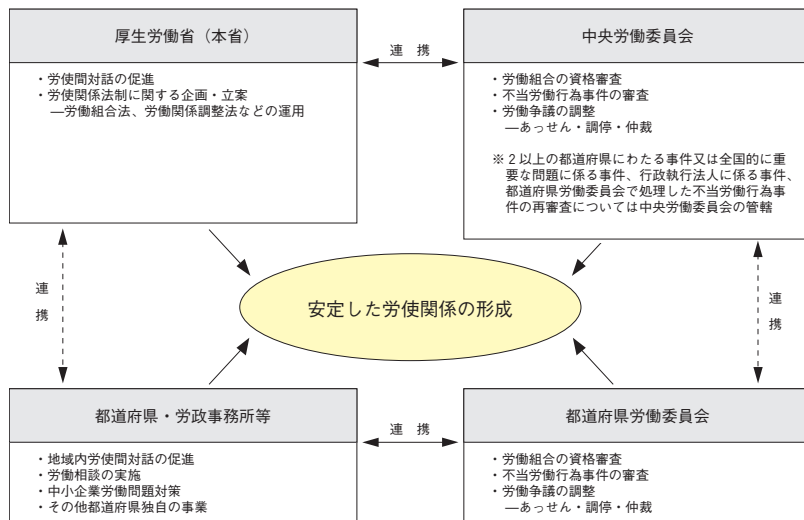 厚生労働省（本省）
・労使間対話の促進
・労使関係法制に関する企画・立案
―労働組合法、労働関係調整法などの運用
連　携
中央労働委員会
・労働組合の資格審査
・不当労働行為事件の審査
・労働争議の調整
―あっせん・調停・仲裁
※２以上の都道府県にわたる事件又は全国的に重
要な問題に係る事件、行政執行法人に係る事件、
都道府県労働委員会で処理した不当労働行為事
件の再審査については中央労働委員会の管轄
連
携
安定した労使関係の形成
連
携
都道府県・労政事務所等
・地域内労使間対話の促進
・労働相談の実施
・中小企業労働問題対策
・その他都道府県独自の事業
連　携
都道府県労働委員会
・労働組合の資格審査
・不当労働行為事件の審査
・労働争議の調整
―あっせん・調停・仲裁